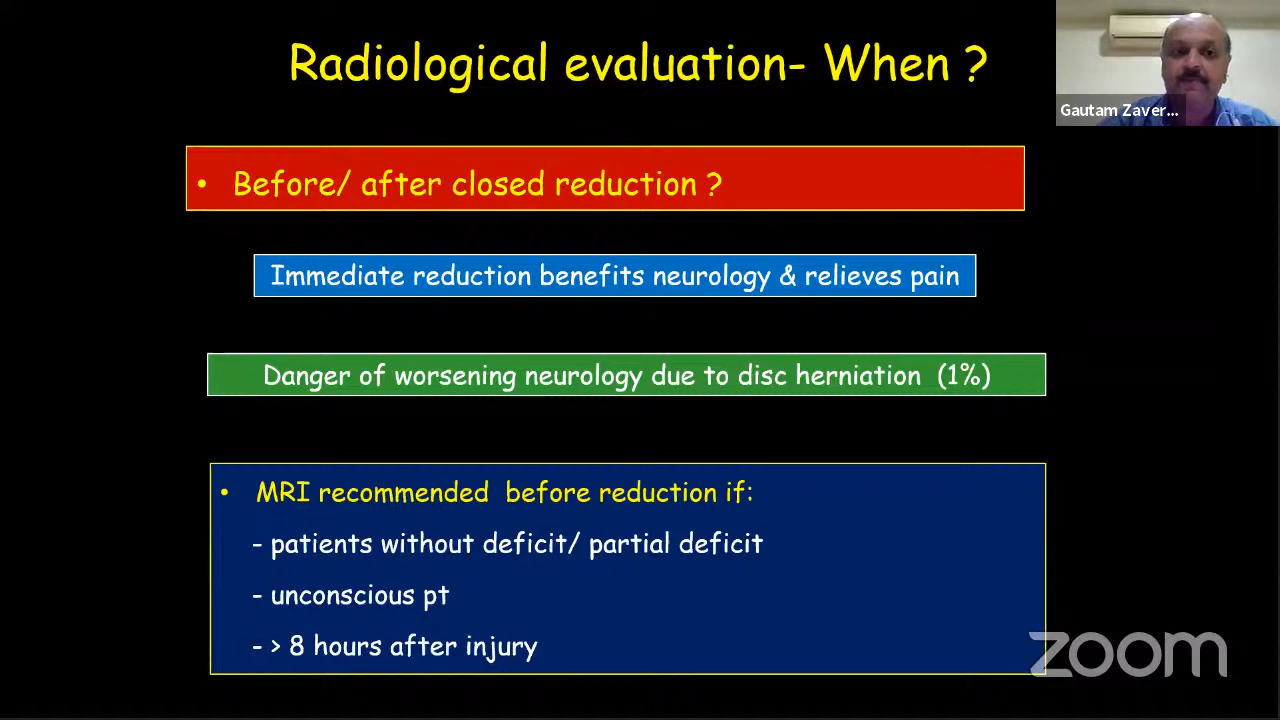 Radiological evaluation- When ?
Gautam Zaver...
• Before/ after closed reduction ?
Immediate reduction benefits neurology & relieves pain
Danger of worsening neurology due to disc herniation (1%)
• MRI recommended before reduction if:
- patients without deficit/ partial deficit
- unconscious pt
- > 8 hours after injury
zoom